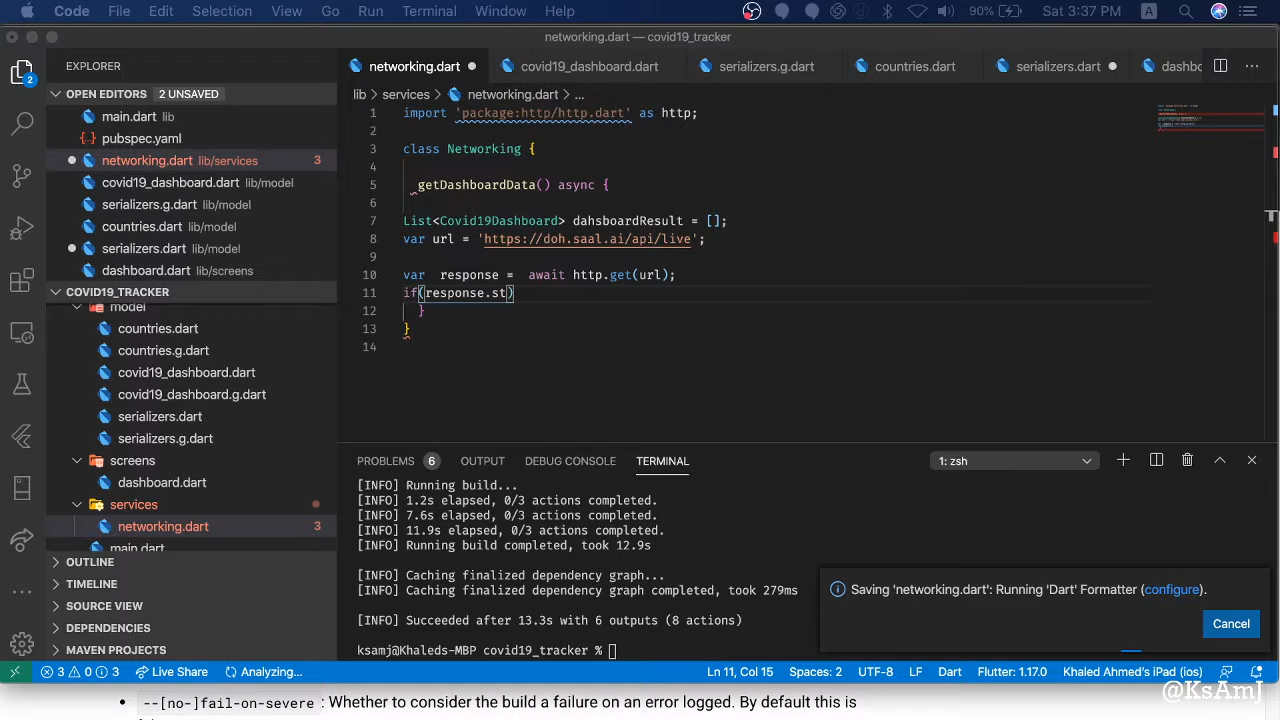 Code File Edit Selection View Go Run Terminal Window Help 90% Sat 3:37 PM A
networking.dart — covid19_tracker
EXPLORER
networking.dart covid19_dashboard.dart serializers.g.dart countries.dart serializers.dart dashbo
OPEN EDITORS 2 UNSAVED
lib > services > networking.dart > ...
2
main.dart lib
pubspec.yaml
networking.dart lib/services 3
covid19_dashboard.dart lib/model
serializers.g.dart lib/model
countries.dart lib/model
serializers.dart lib/model
dashboard.dart lib/screens
COVID19_TRACKER
model
countries.dart
countries.g.dart
covid19_dashboard.dart
covid19_dashboard.g.dart
serializers.dart
serializers.g.dart
screens
dashboard.dart
services
networking.dart 3
main.dart
OUTLINE
TIMELINE
SOURCE VIEW
DEPENDENCIES
MAVEN PROJECTS
1 import 'package:http/http.dart' as http;
2
3 class Networking {
4
5 getDashboardData() async {
6
7 List<Covid19Dashboard> dahsboardResult = [];
8 var url = 'https://doh.saal.ai/api/live';
9
10 var response = await http.get(url);
11 if(response.st)
12 }
13 }
14
PROBLEMS 6 OUTPUT DEBUG CONSOLE TERMINAL 1: zsh
[INFO] Running build...
[INFO] 1.2s elapsed, 0/3 actions completed.
[INFO] 7.6s elapsed, 0/3 actions completed.
[INFO] 11.9s elapsed, 0/3 actions completed.
[INFO] Running build completed, took 12.9s
[INFO] Caching finalized dependency graph...
[INFO] Caching finalized dependency graph completed, took 279ms
[INFO] Succeeded after 13.3s with 6 outputs (8 actions)
ksamj@Khaleds-MBP covid19_tracker %
Saving 'networking.dart': Running 'Dart' Formatter (configure).
Cancel
3 0 3 Live Share Analyzing... Ln 11, Col 15 Spaces: 2 UTF-8 LF Dart Flutter: 1.17.0 Khaled Ahmed's iPad (ios)
@KsAmJ
• --[no-]fail-on-severe : Whether to consider the build a failure on an error logged. By default this is